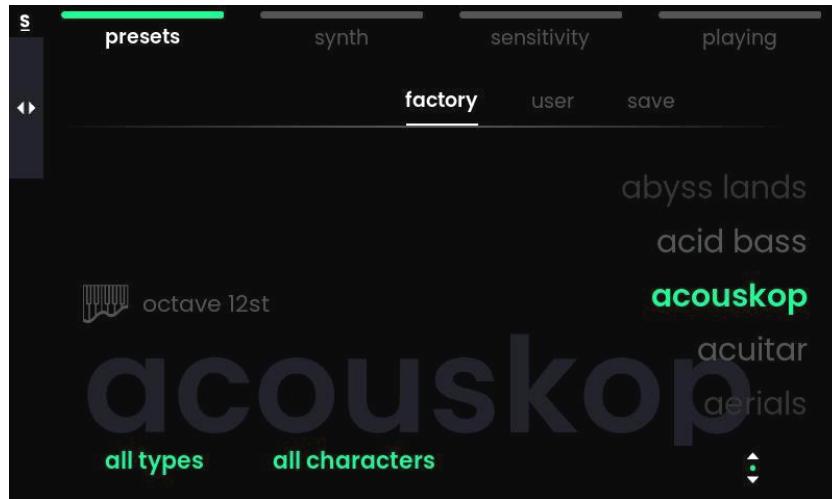 S
presets synth sensitivity playing
factory user save
abyss lands
acid bass
octave 12st acouskop
acuitar
acouskop
aerials
all types all characters